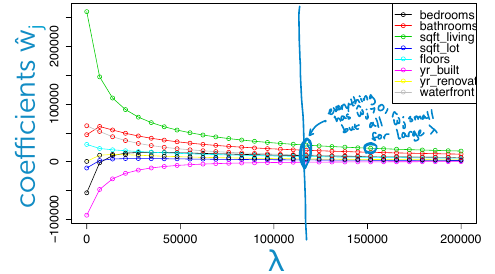 coefficients ŵj
200000
100000
0
−100000
bedrooms
bathrooms
sqft_living
sqft_lot
floors
yr_built
yr_renovat
waterfront
everything
has ŵj>0,
but all ŵj small
for large λ
0
50000
100000
150000
200000
λ